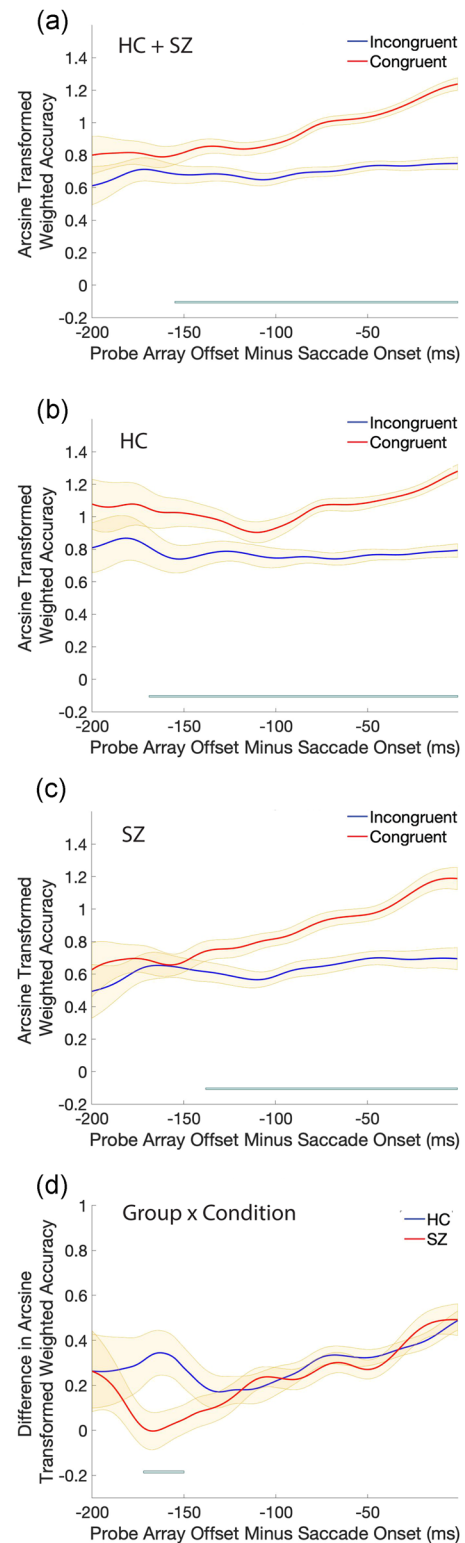 (a)
HC + SZ
Incongruent
Congruent
Arcsine Transformed
Weighted Accuracy
1.4
1.2
1
0.8
0.6
0.4
0.2
0
-0.2
-200
-150
-100
-50
Probe Array Offset Minus Saccade Onset (ms)
(b)
HC
Incongruent
Congruent
Arcsine Transformed
Weighted Accuracy
1.6
1.4
1.2
1
0.8
0.6
0.4
0.2
0
-0.2
-200
-150
-100
-50
Probe Array Offset Minus Saccade Onset (ms)
(c)
SZ
Incongruent
Congruent
Arcsine Transformed
Weighted Accuracy
1.4
1.2
1
0.8
0.6
0.4
0.2
0
-0.2
-200
-150
-100
-50
Probe Array Offset Minus Saccade Onset (ms)
(d)
Group x Condition
HC
SZ
Difference in Arcsine
Transformed Weighted Accuracy
1
0.8
0.6
0.4
0.2
0
-0.2
-200
-150
-100
-50
Probe Array Offset Minus Saccade Onset (ms)